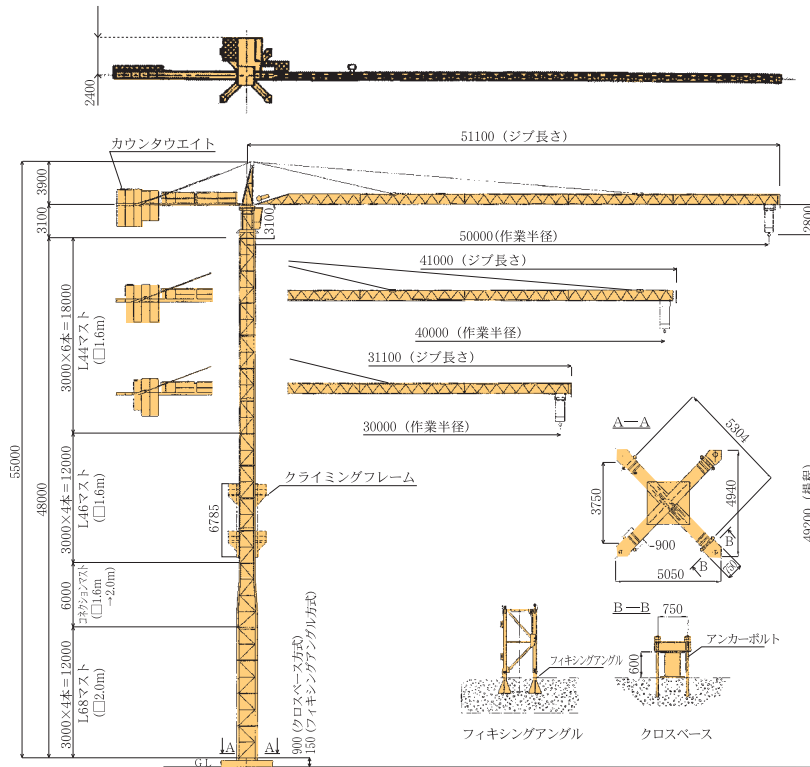 2400
51100 (ジブ長さ)
カウンタウエイト
3900
3100
3100
2800
50000(作業半径)
41000 (ジブ長さ)
40000 (作業半径)
31100 (ジブ長さ)
30000 (作業半径)
55000
48000
3000×6本=18000
L44マスト
(□1.6m)
3000×4本=12000
L46マスト
(□1.6m)
6000
コネクションマスト
(□1.6m
→2.0m)
3000×4本=12000
L68マスト
(□2.0m)
クライミングフレーム
6785
900 (クロスベース方式)
150 (フィキシングアングル方式)
A
A
G.L
A—A
5304
3750
4940
49200 (揚程)
900
B
B
750
5050
B—B
750
アンカーボルト
600
フィキシングアングル
フィキシングアングル
クロスベース